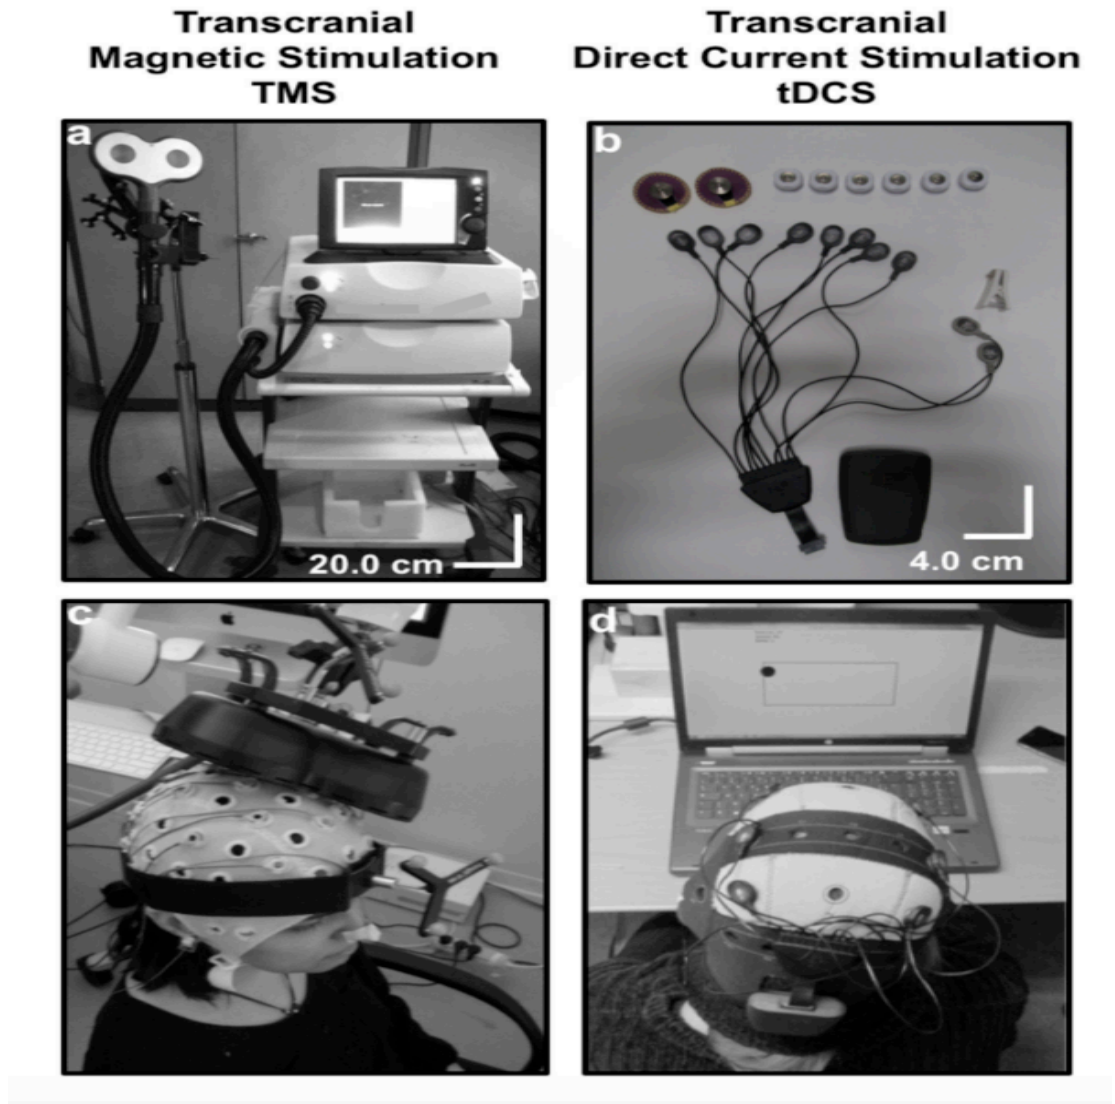 Transcranial
Magnetic Stimulation
TMS
Transcranial
Direct Current Stimulation
tDCS
a
b
20.0 cm
4.0 cm
c
d